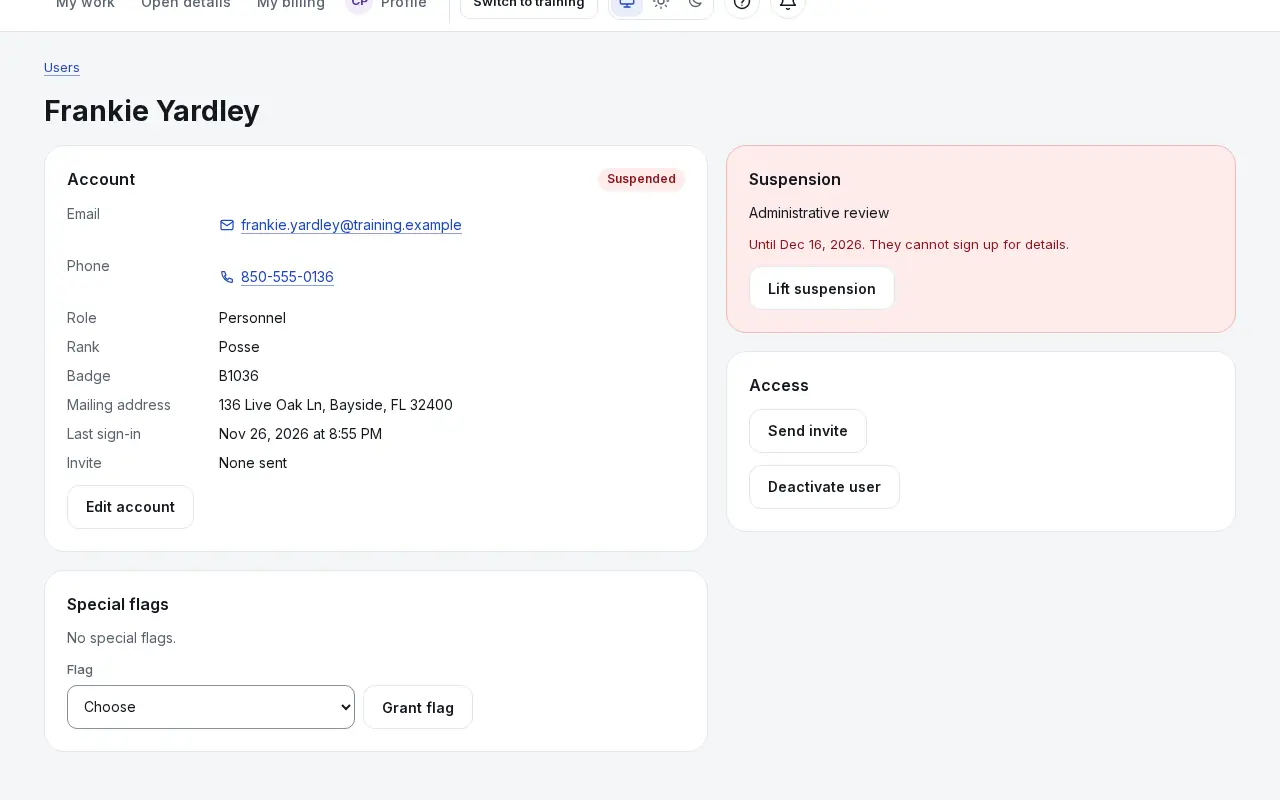 My work
Open details
My billing
CP
Profile
Switch to training
Users
Frankie Yardley
Account
Suspended
Email
frankie.yardley@training.example
Phone
850-555-0136
Role
Personnel
Rank
Posse
Badge
B1036
Mailing address
136 Live Oak Ln, Bayside, FL 32400
Last sign-in
Nov 26, 2026 at 8:55 PM
Invite
None sent
Edit account
Special flags
No special flags.
Flag
Choose
Grant flag
Suspension
Administrative review
Until Dec 16, 2026. They cannot sign up for details.
Lift suspension
Access
Send invite
Deactivate user